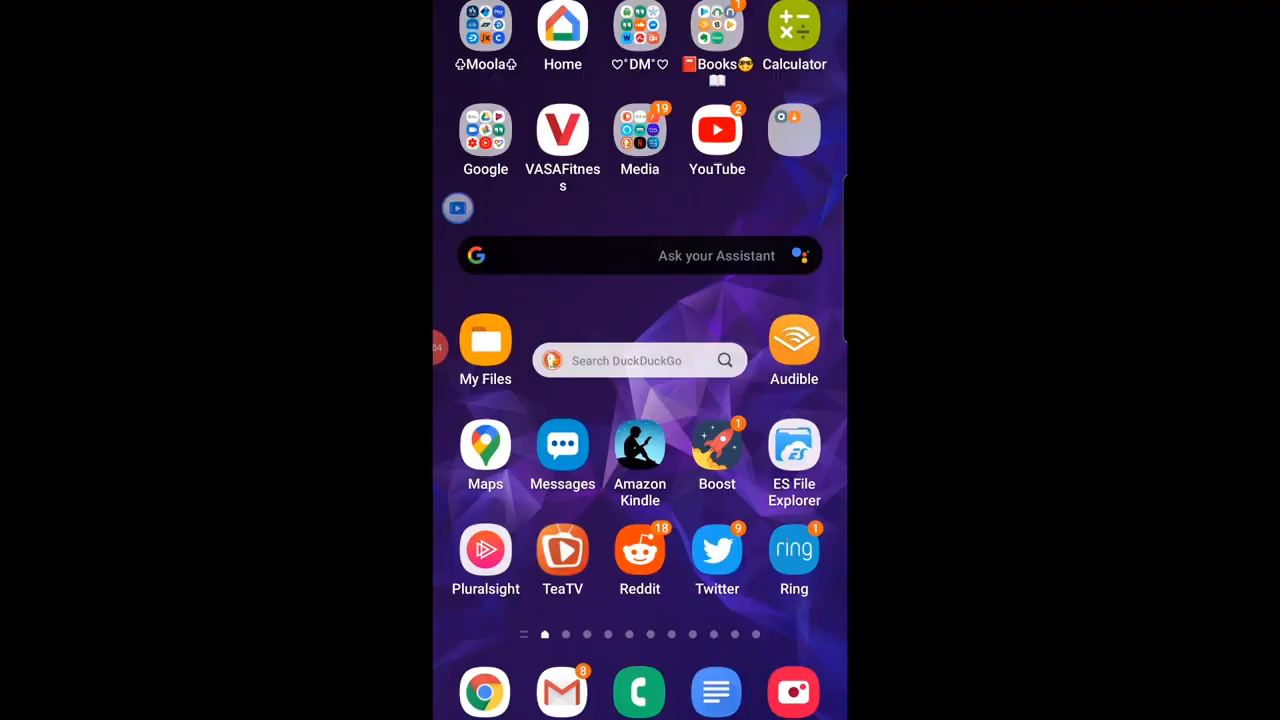 1
♤Moola♤
Home
♡°DM°♡
📕Books🤓
📖
Calculator
19
2
Google
VASAFitnes
s
Media
YouTube
Ask your Assistant
04
My Files
Search DuckDuckGo
Audible
1
Maps
Messages
Amazon
Kindle
Boost
ES File
Explorer
18
9
1
ring
Pluralsight
TeaTV
Reddit
Twitter
Ring
8